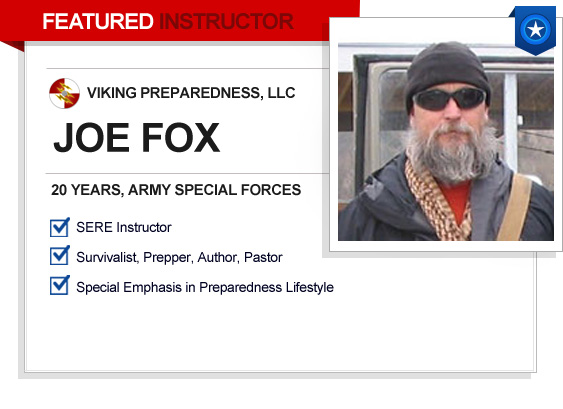 FEATURED INSTRUCTOR
VIKING PREPAREDNESS, LLC
JOE FOX
20 YEARS, ARMY SPECIAL FORCES
SERE Instructor
Survivalist, Prepper, Author, Pastor
Special Emphasis in Preparedness Lifestyle